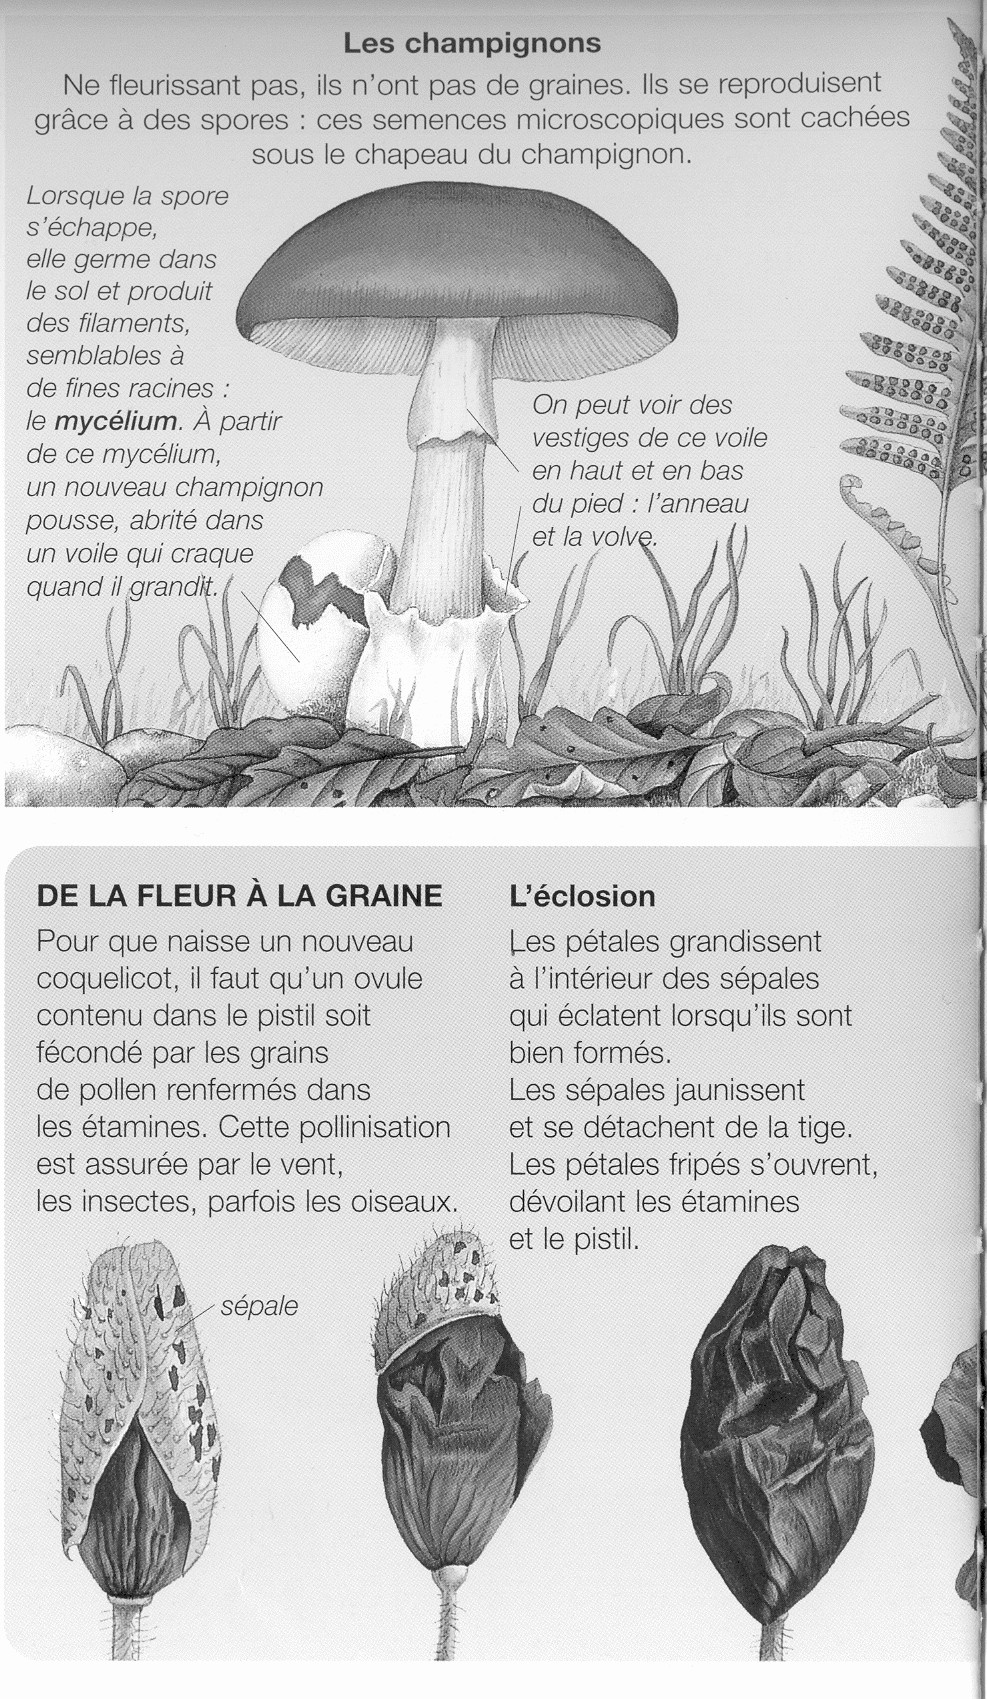 Les champignons
Ne fleurissant pas, ils n'ont pas de graines. Ils se reproduisent
grâce à des spores : ces semences microscopiques sont cachées
sous le chapeau du champignon.
Lorsque la spore
s'échappe,
elle germe dans
le sol et produit
des filaments,
semblables à
de fines racines :
le mycélium. À partir
de ce mycélium,
un nouveau champignon
pousse, abrité dans
un voile qui craque
quand il grandit.
On peut voir des
vestiges de ce voile
en haut et en bas
du pied : l'anneau
et la volve.
DE LA FLEUR À LA GRAINE
Pour que naisse un nouveau
coquelicot, il faut qu'un ovule
contenu dans le pistil soit
fécondé par les grains
de pollen renfermés dans
les étamines. Cette pollinisation
est assurée par le vent,
les insectes, parfois les oiseaux.
L'éclosion
Les pétales grandissent
à l'intérieur des sépales
qui éclatent lorsqu'ils sont
bien formés.
Les sépales jaunissent
et se détachent de la tige.
Les pétales fripés s'ouvrent,
dévoilant les étamines
et le pistil.
sépale